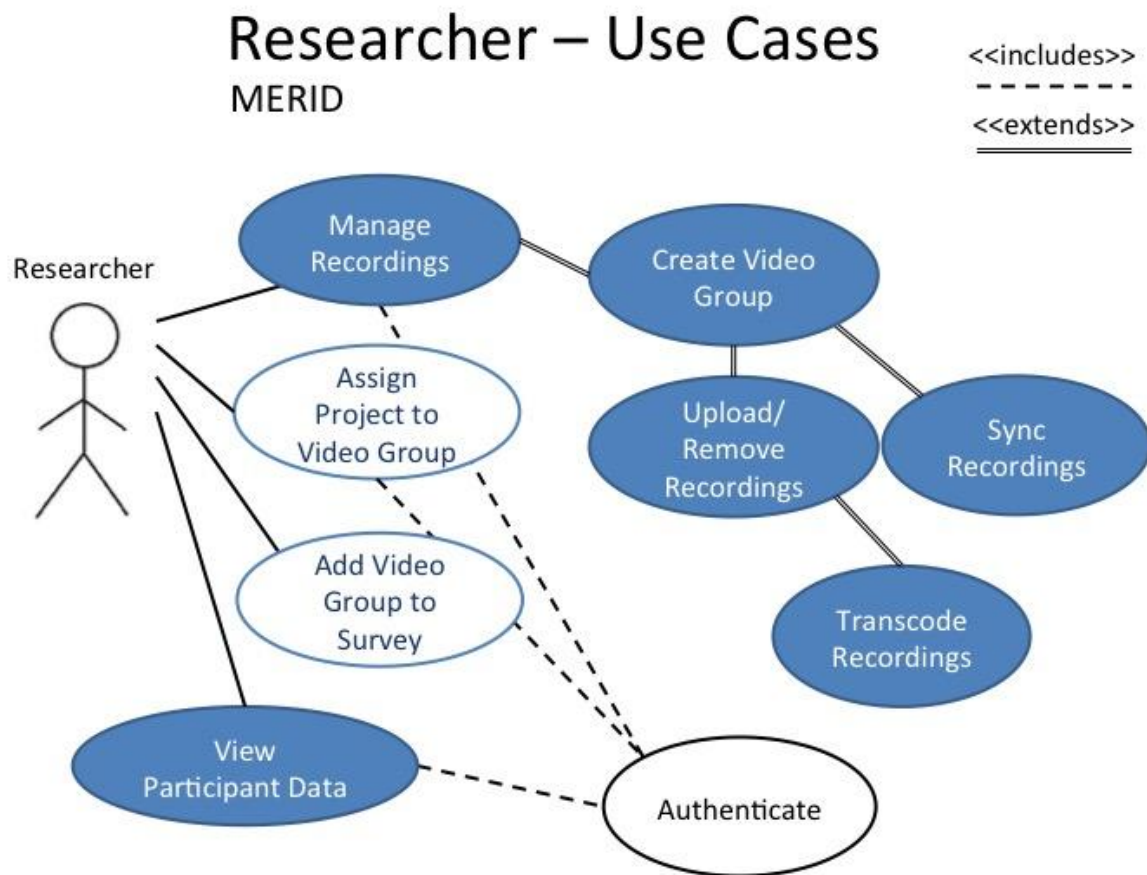 Researcher – Use Cases
MERID
<<includes>>
<<extends>>
Researcher
Manage
Recordings
Create Video
Group
Assign
Project to
Video Group
Upload/
Remove
Recordings
Sync
Recordings
Add Video
Group to
Survey
Transcode
Recordings
View
Participant Data
Authenticate